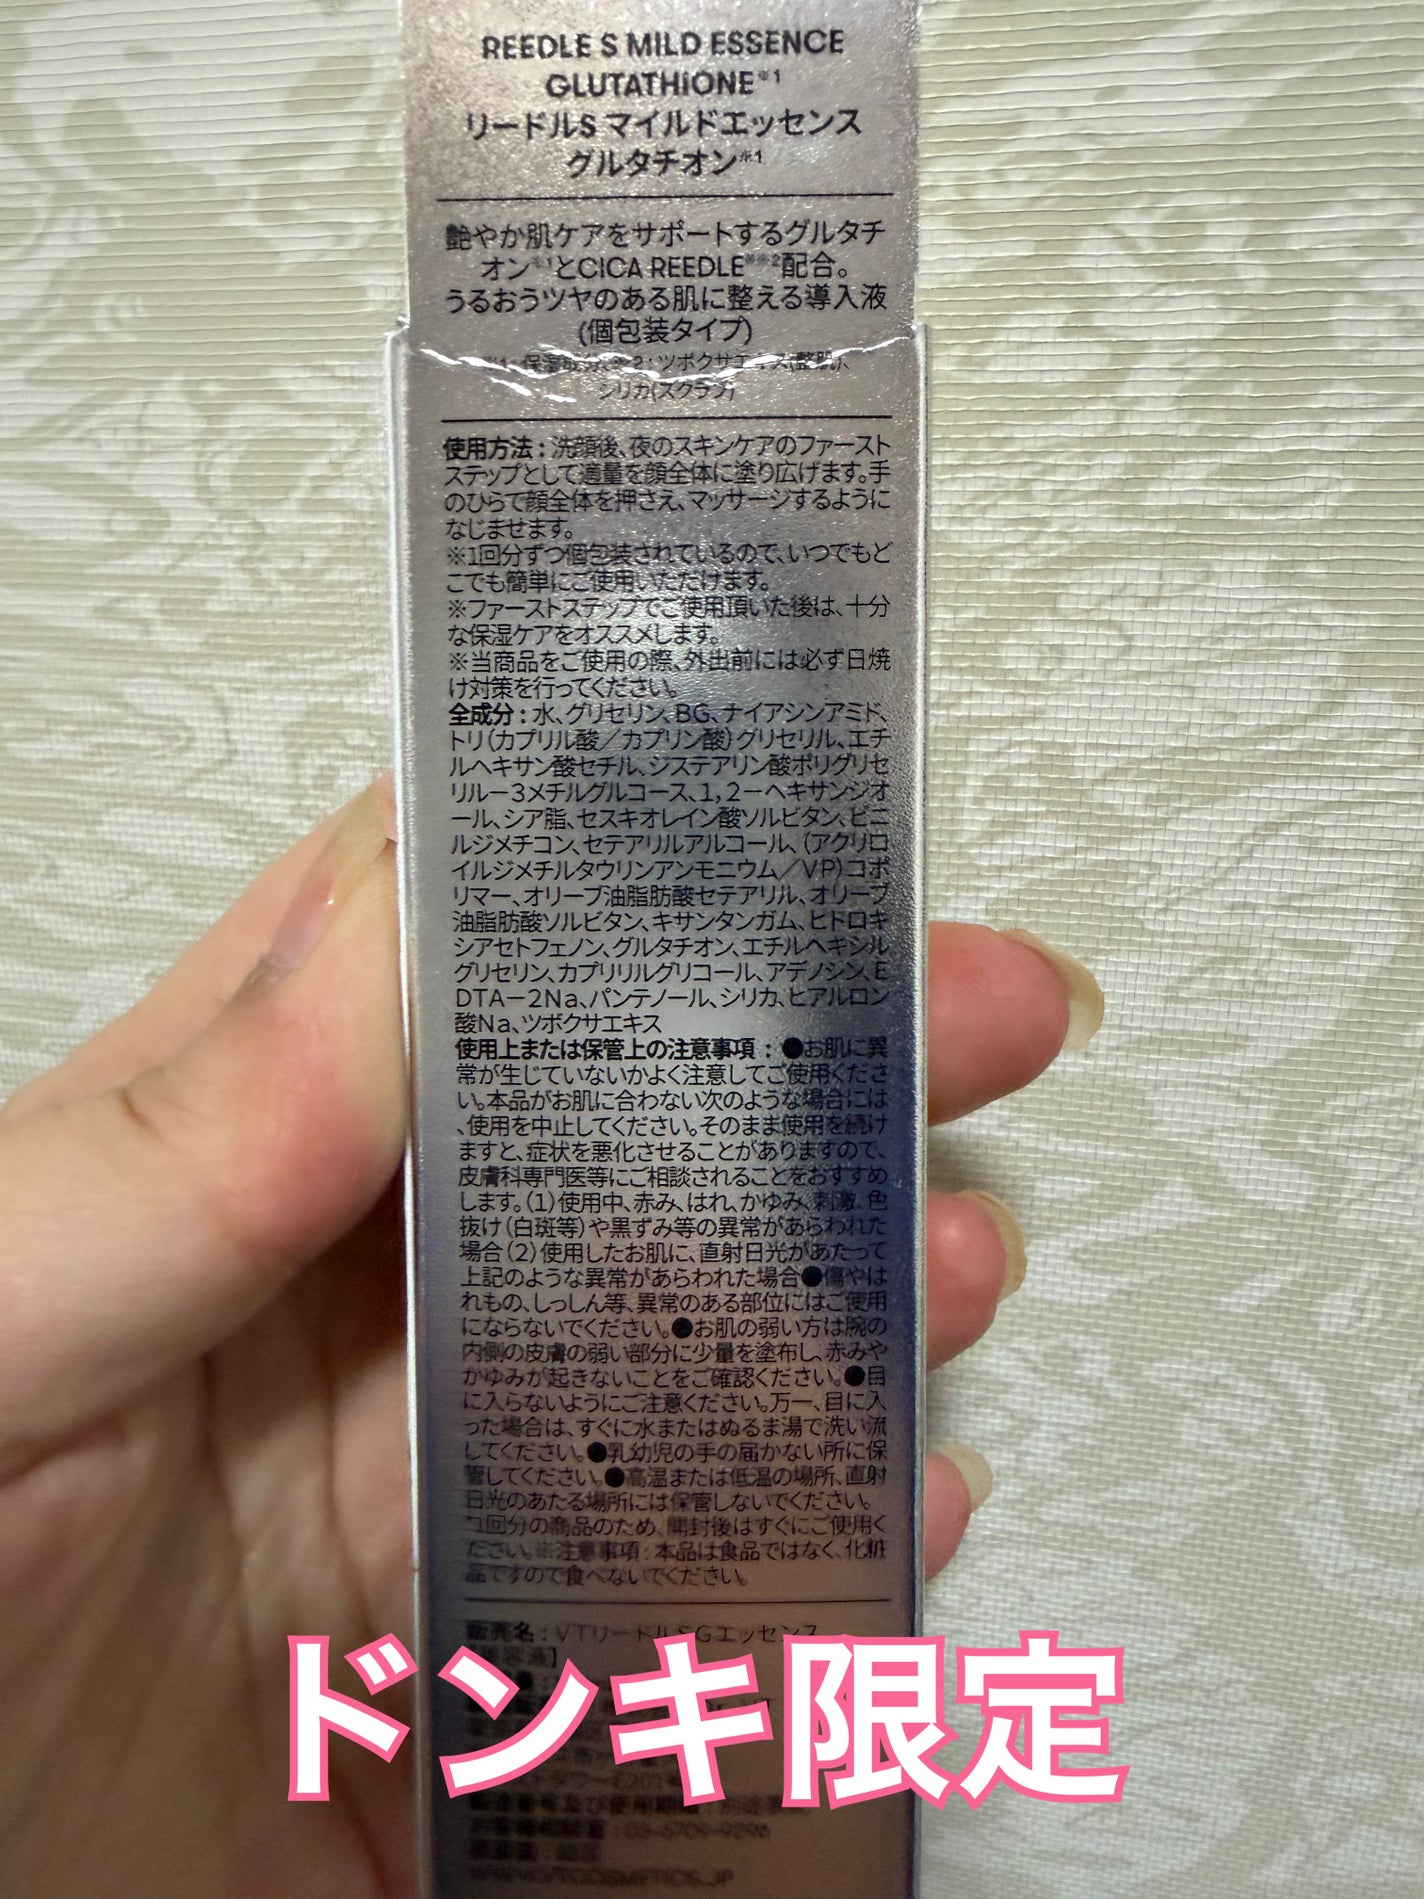 REEDLE S MILD ESSENCE
GLUTATHIONE※1
リードルS マイルドエッセンス
グルタチオン※1
艶やか肌ケアをサポートするグルタチ
オン※1とCICA REEDLE※※2配合。
うるおうツヤのある肌に整える導入液
(個包装タイプ)
※1:保湿成分、※2:ツボクサエキス(整肌)、
シリカ(スクラブ)
使用方法：洗顔後、夜のスキンケアのファースト
ステップとして適量を顔全体に塗り広げます。手
のひらで顔全体を押さえ、マッサージするように
なじませます。
※1回分ずつ個包装されているので、いつでもど
こでも簡単にご使用いただけます。
※ファーストステップでご使用頂いた後は、十分
な保湿ケアをオススメします。
※当商品をご使用の際、外出前には必ず日焼
け対策を行ってください。
全成分：水、グリセリン、BG、ナイアシンアミド、
トリ（カプリル酸／カプリン酸）グリセリル、エチ
ルヘキサン酸セチル、ジステアリン酸ポリグリセ
リルー3メチルグルコース、1，2－ヘキサンジオ
ール、シア脂、セスキオレイン酸ソルビタン、ビニ
ルジメチコン、セテアリルアルコール、（アクリロ
イルジメチルタウリンアンモニウム／VP）コポ
リマー、オリーブ油脂肪酸セテアリル、オリーブ
油脂肪酸ソルビタン、キサンタンガム、ヒドロキ
シアセトフェノン、グルタチオン、エチルヘキシル
グリセリン、カプリリルグリコール、アデノシン、E
DTA－2Na、パンテノール、シリカ、ヒアルロン
酸Na、ツボクサエキス
使用上または保管上の注意事項：●お肌に異
常が生じていないかよく注意してご使用くださ
い。本品がお肌に合わない次のような場合には
、使用を中止してください。そのまま使用を続け
ますと、症状を悪化させることがありますので、
皮膚科専門医等にご相談されることをおすすめ
します。（1）使用中、赤み、はれ、かゆみ、刺激、色
抜け（白斑等）や黒ずみ等の異常があらわれた
場合（2）使用したお肌に、直射日光があたって
上記のような異常があらわれた場合●傷やは
れもの、しっしん等、異常のある部位にはご使用
にならないでください。●お肌の弱い方は腕の
内側の皮膚の弱い部分に少量を塗布し、赤みや
かゆみが起きないことをご確認ください。●目
に入らないようにご注意ください。万一、目に入
った場合は、すぐに水またはぬるま湯で洗い流
してください。●乳幼児の手の届かない所に保
管してください。●高温または低温の場所、直射
日光のあたる場所には保管しないでください。
*1回分の商品のため、開封後はすぐにご使用く
ださい。※注意事項：本品は食品ではなく、化粧
品ですので食べないでください。
販売名：VTリードルSGエッセンス
ドンキ限定
03-6709-9296
WWW.VTCOSMETICS.JP